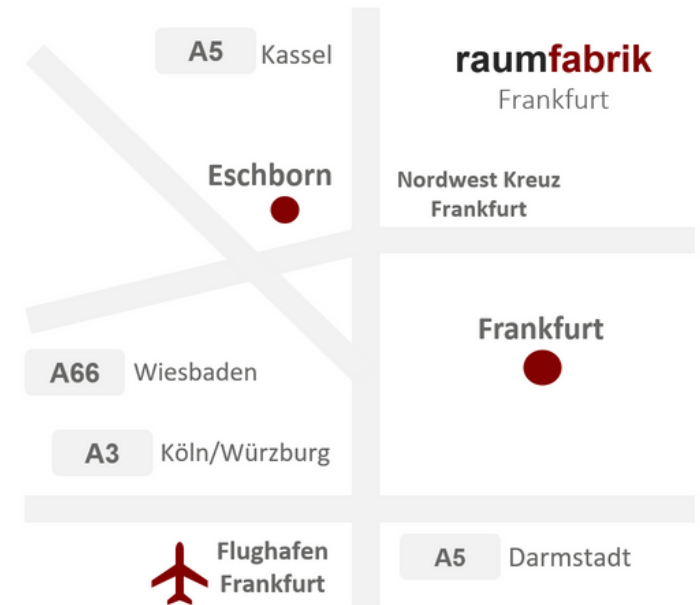 A5 Kassel
raumfabrik
Frankfurt
Eschborn
Nordwest Kreuz
Frankfurt
Frankfurt
A66 Wiesbaden
A3 Köln/Würzburg
Flughafen
Frankfurt
A5 Darmstadt